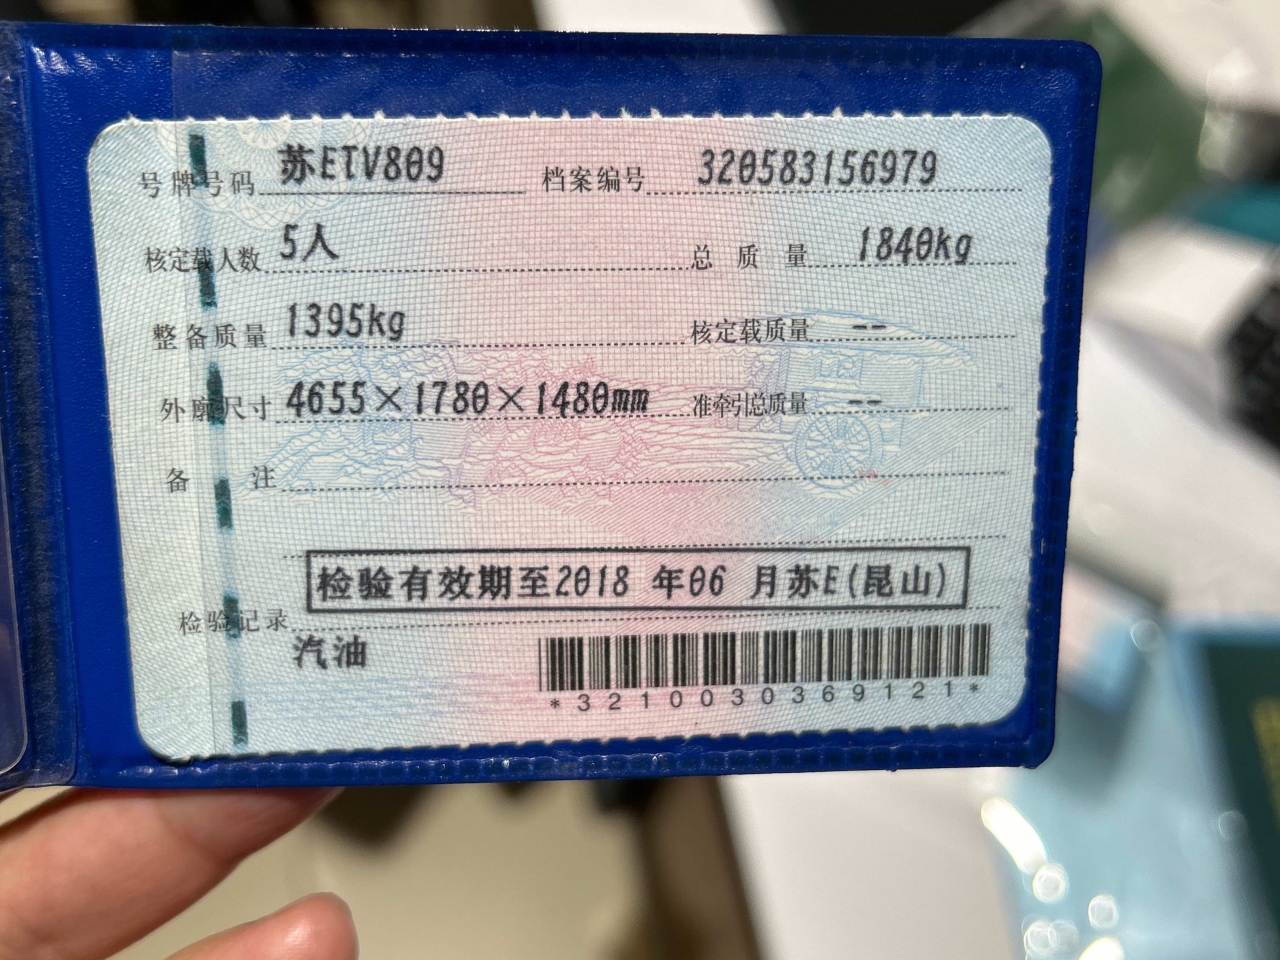 号牌号码 苏ETV809 档案编号 320583156979
核定载人数 5人 总质量 1840kg
整备质量 1395kg 核定载质量 --
外廓尺寸 4655×1780×1480mm 准牵引总质量 --
备注
检验有效期至2018 年06 月苏E(昆山)
检验记录
汽油
*3210030369121*